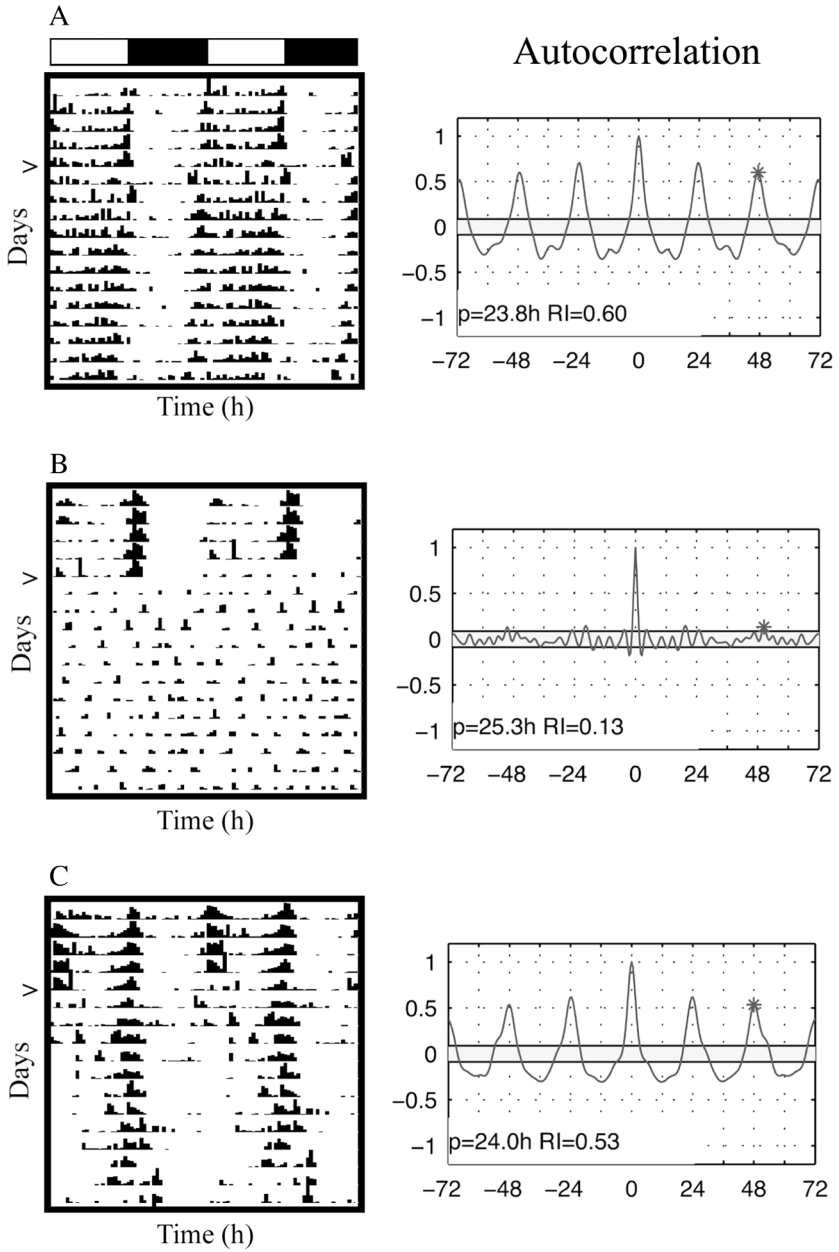 A
Autocorrelation
Days
>
Time (h)
1
0.5
0
−0.5
−1
p=23.8h RI=0.60
−72 −48 −24 0 24 48 72
B
Days
>
Time (h)
1
0.5
0
−0.5
−1
p=25.3h RI=0.13
−72 −48 −24 0 24 48 72
C
Days
>
Time (h)
1
0.5
0
−0.5
−1
p=24.0h RI=0.53
−72 −48 −24 0 24 48 72